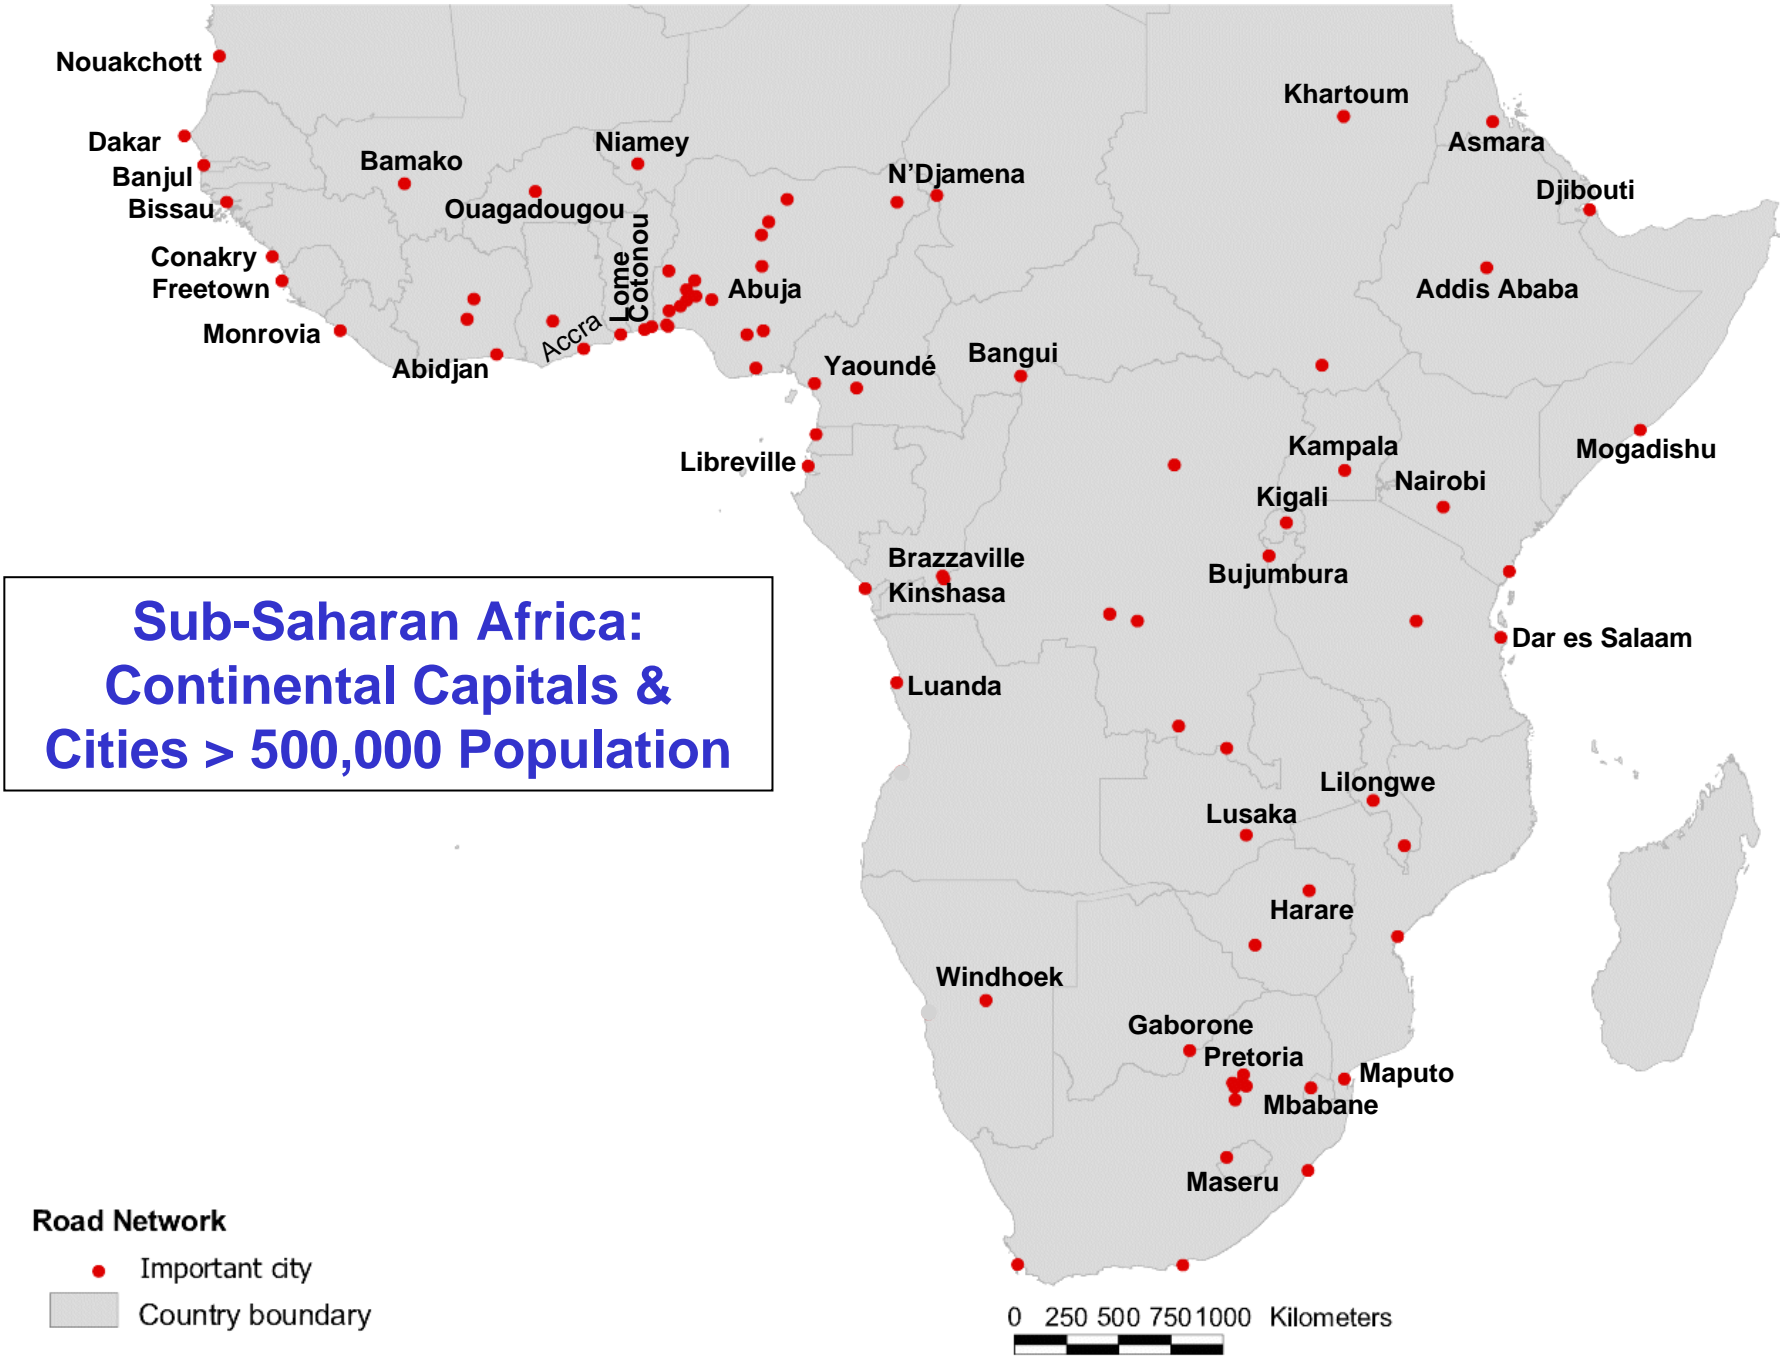 Nouakchott
Khartoum
Dakar
Niamey
Asmara
Bamako
Banjul
N’Djamena
Djibouti
Bissau
Ouagadougou
Lome
Cotonou
Conakry
Freetown
Abuja
Addis Ababa
Monrovia
Accra
Abidjan
Yaoundé
Bangui
Libreville
Kampala
Mogadishu
Nairobi
Kigali
Brazzaville
Kinshasa
Bujumbura
Sub-Saharan Africa:
Continental Capitals &
Cities > 500,000 Population
Dar es Salaam
Luanda
Lilongwe
Lusaka
Harare
Windhoek
Gaborone
Pretoria
Maputo
Mbabane
Maseru
Road Network
Important city
Country boundary
0 250 500 750 1000 Kilometers